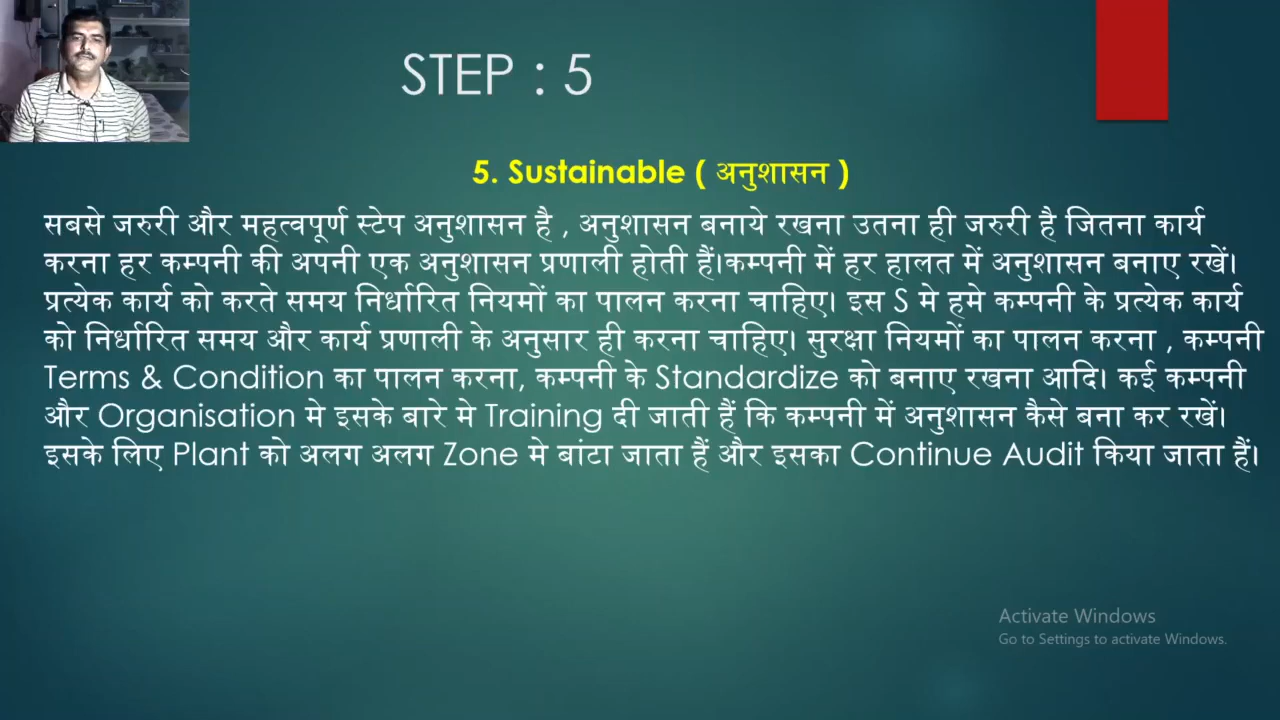 STEP : 5
5. Sustainable ( अनुशासन )
सबसे जरुरी और महत्वपूर्ण स्टेप अनुशासन है , अनुशासन बनाये रखना उतना ही जरुरी है जितना कार्य
करना हर कम्पनी की अपनी एक अनुशासन प्रणाली होती हैं।कम्पनी में हर हालत में अनुशासन बनाए रखें।
प्रत्येक कार्य को करते समय निर्धारित नियमों का पालन करना चाहिए। इस S मे हमे कम्पनी के प्रत्येक कार्य
को निर्धारित समय और कार्य प्रणाली के अनुसार ही करना चाहिए। सुरक्षा नियमों का पालन करना , कम्पनी
Terms & Condition का पालन करना, कम्पनी के Standardize को बनाए रखना आदि। कई कम्पनी
और Organisation मे इसके बारे मे Training दी जाती हैं कि कम्पनी में अनुशासन कैसे बना कर रखें।
इसके लिए Plant को अलग अलग Zone मे बांटा जाता हैं और इसका Continue Audit किया जाता हैं।
Activate Windows
Go to Settings to activate Windows.